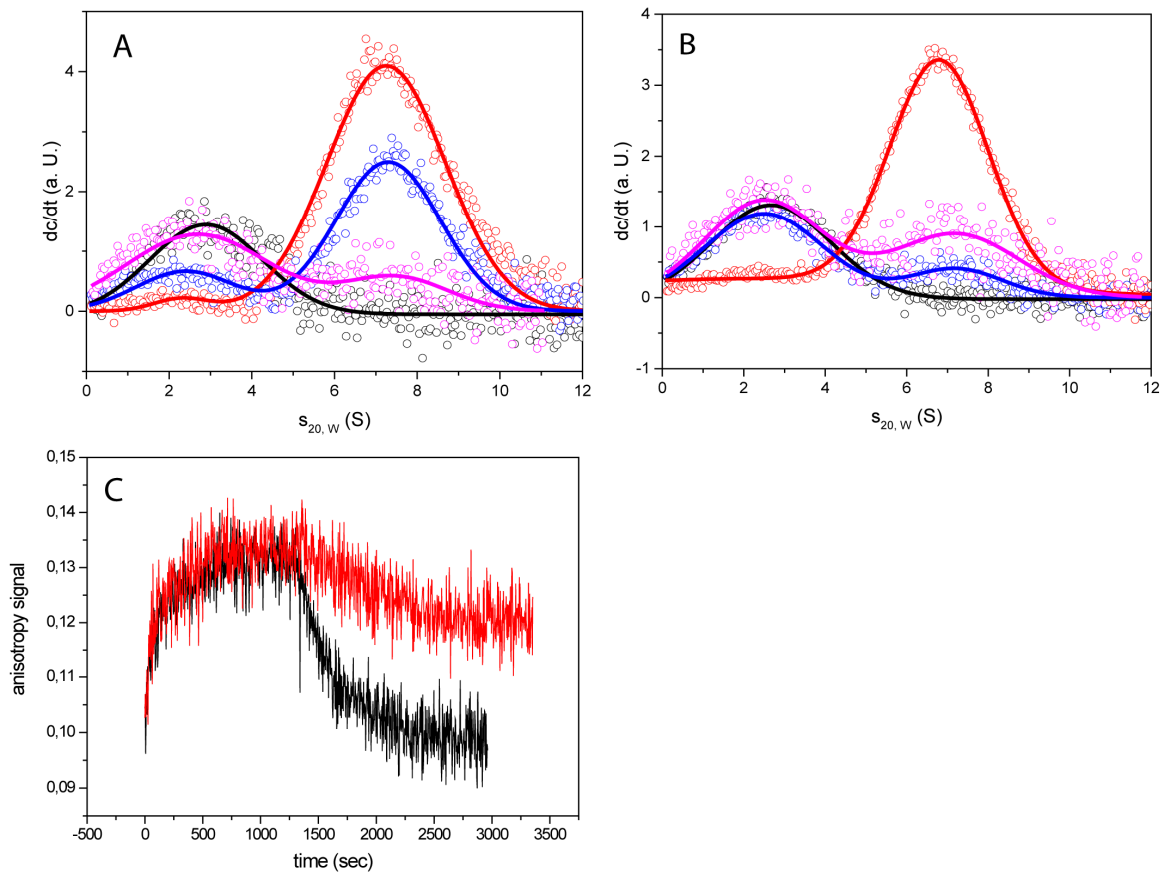 A
dc/dt (a. U.)
4
2
0
0 2 4 6 8 10 12
s20, W (S)
B
dc/dt (a. U.)
4
3
2
1
0
-1
0 2 4 6 8 10 12
s20, W (S)
C
anisotropy signal
0,15
0,14
0,13
0,12
0,11
0,10
0,09
-500 0 500 1000 1500 2000 2500 3000 3500
time (sec)